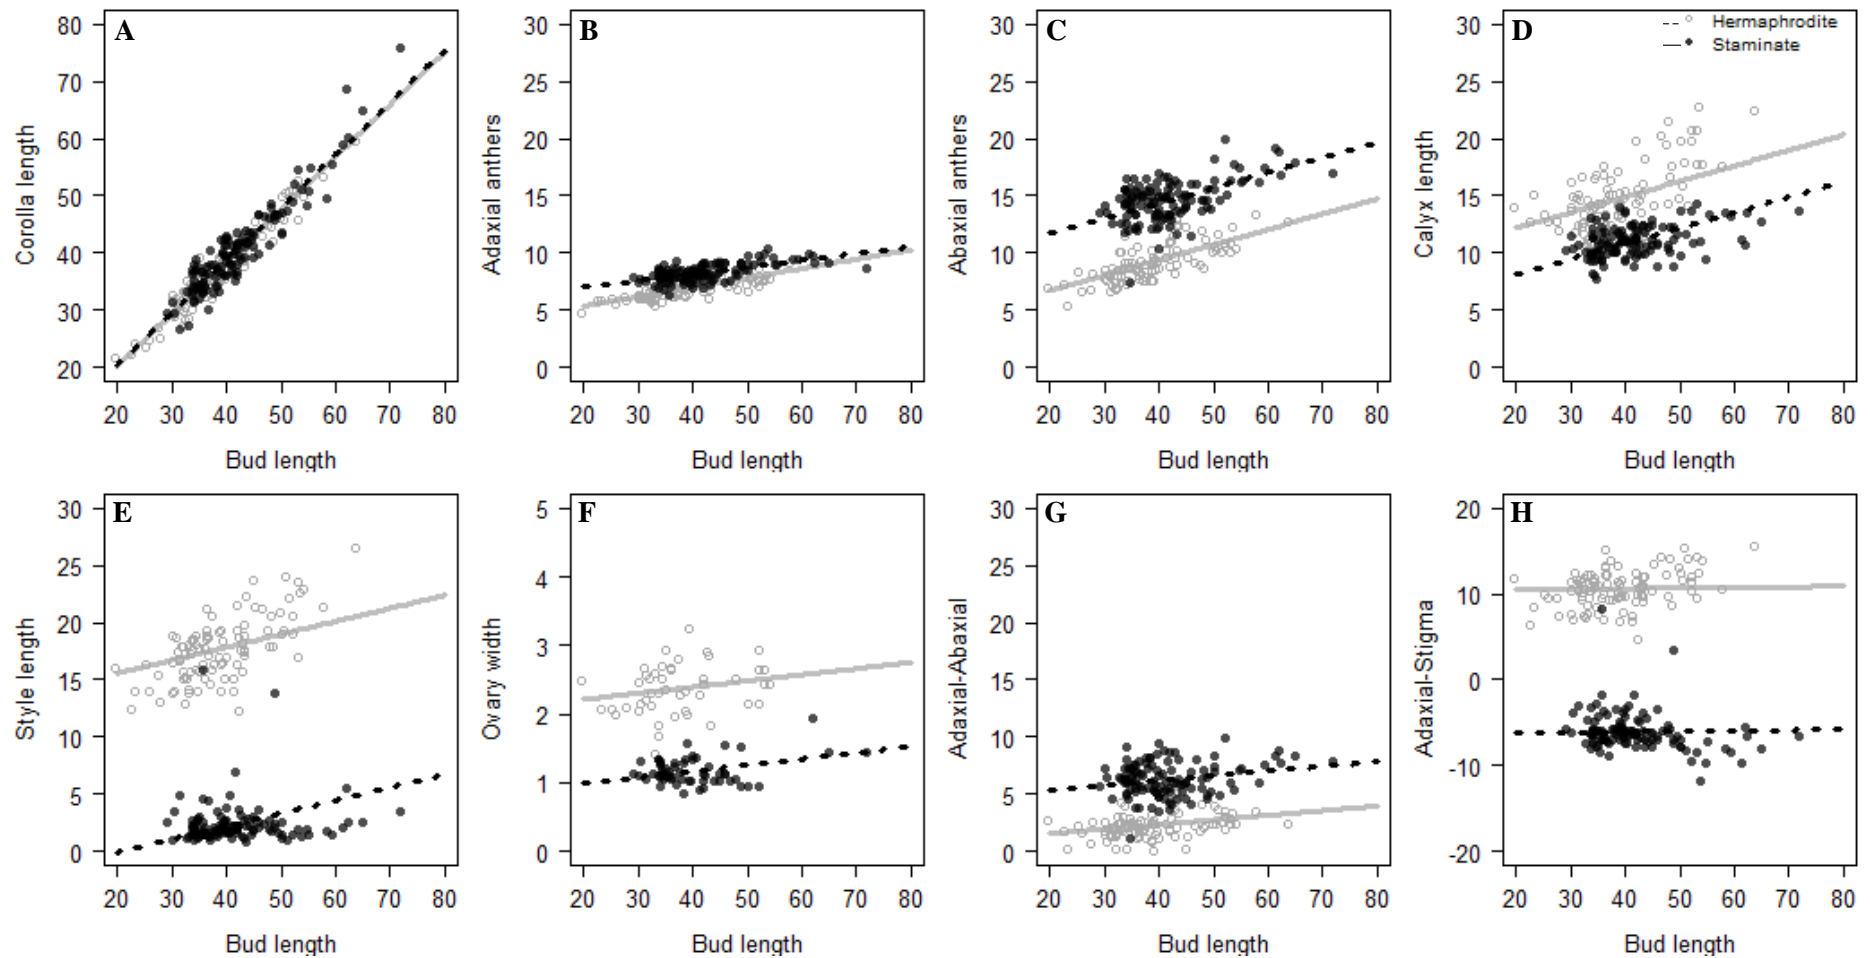 A
Corolla length
80
70
60
50
40
30
20
20 30 40 50 60 70 80
Bud length
B
Adaxial anthers
30
25
20
15
10
5
0
20 30 40 50 60 70 80
Bud length
C
Abaxial anthers
30
25
20
15
10
5
0
20 30 40 50 60 70 80
Bud length
D
Hermaphrodite
Staminate
Calyx length
30
25
20
15
10
5
0
20 30 40 50 60 70 80
Bud length
E
Style length
30
25
20
15
10
5
0
20 30 40 50 60 70 80
Bud length
F
Ovary width
5
4
3
2
1
0
20 30 40 50 60 70 80
Bud length
G
Adaxial-Abaxial
30
25
20
15
10
5
0
20 30 40 50 60 70 80
Bud length
H
Adaxial-Stigma
20
10
0
-10
-20
20 30 40 50 60 70 80
Bud length